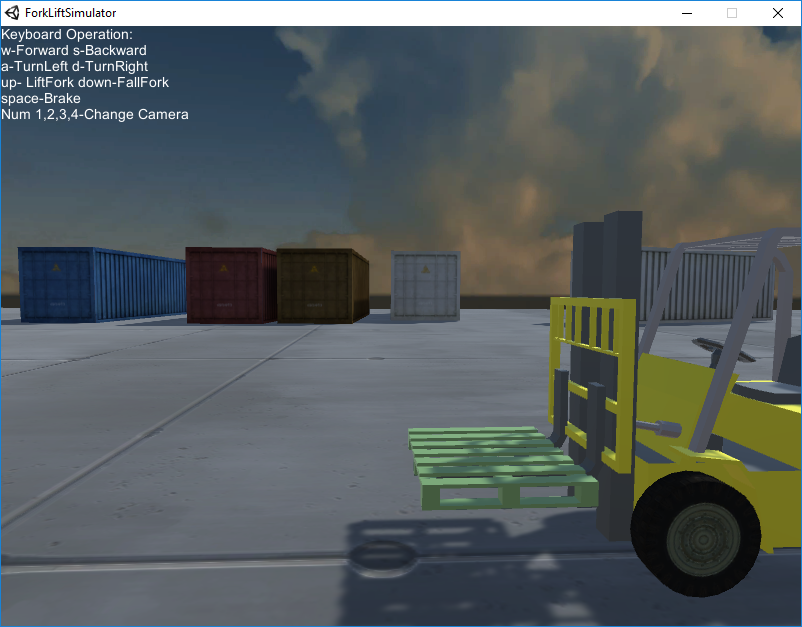 ForkLiftSimulator
Keyboard Operation:
w-Forward s-Backward
a-TurnLeft d-TurnRight
up- LiftFork down-FallFork
space-Brake
Num 1,2,3,4-Change Camera